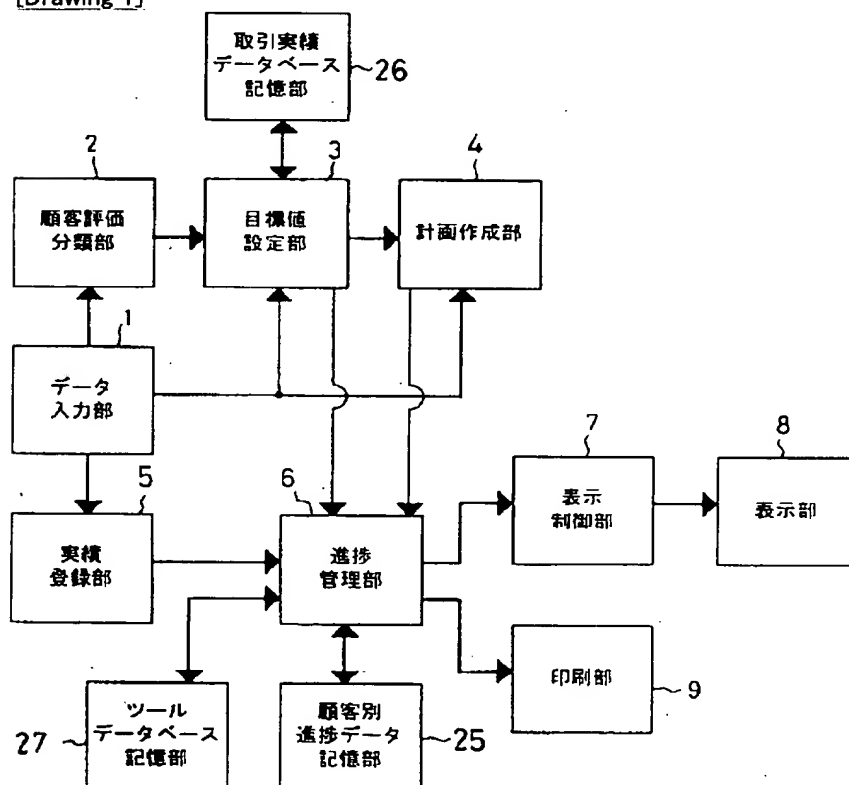 [Drawing 1]
取引実績
データベース
記憶部
26
2
顧客評価
分類部
3
目標値
設定部
4
計画作成部
1
データ
入力部
5
実績
登録部
6
進捗
管理部
7
表示
制御部
8
表示部
印刷部
9
27
ツール
データベース
記憶部
顧客別
進捗データ
記憶部
25